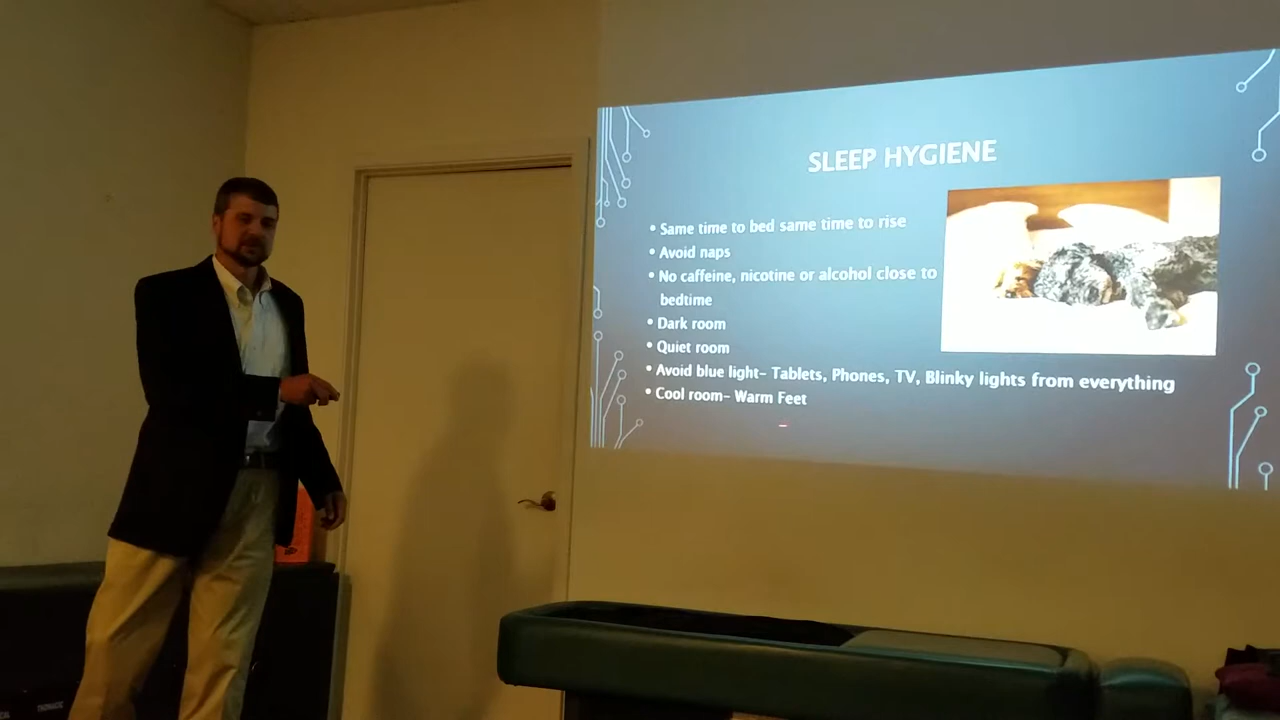 SLEEP HYGIENE
• Same time to bed same time to rise
• Avoid naps
• No caffeine, nicotine or alcohol close to
bedtime
• Dark room
• Quiet room
• Avoid blue light– Tablets, Phones, TV, Blinky lights from everything
• Cool room– Warm Feet
THORACIC